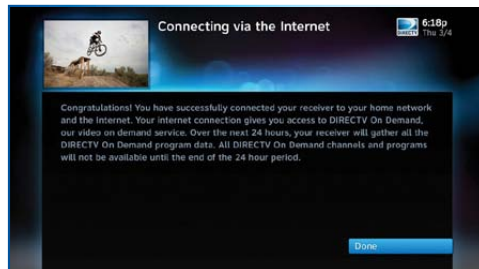 Connecting via the Internet
DIRECTV
6:18p
Thu 3/4
Congratulations! You have successfully connected your receiver to your home network
and the Internet. Your internet connection gives you access to DIRECTV On Demand,
our video on demand service. Over the next 24 hours, your receiver will gather all the
DIRECTV On Demand program data. All DIRECTV On Demand channels and programs
will not be available until the end of the 24 hour period.
Done